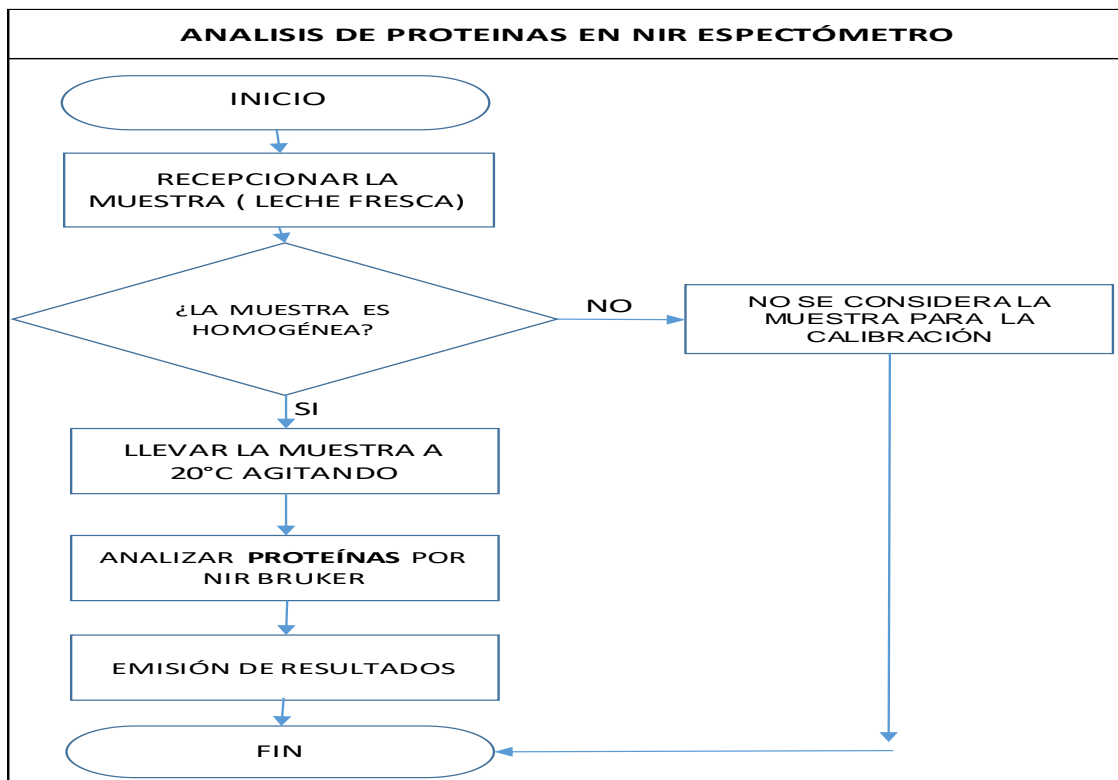 ANALISIS DE PROTEINAS EN NIR ESPECTÓMETRO
INICIO
RECEPCIONAR LA
MUESTRA ( LECHE FRESCA)
¿LA MUESTRA ES
HOMOGÉNEA?
NO
NO SE CONSIDERA LA
MUESTRA PARA LA
CALIBRACIÓN
SI
LLEVAR LA MUESTRA A
20°C AGITANDO
ANALIZAR PROTEÍNAS POR
NIR BRUKER
EMISIÓN DE RESULTADOS
FIN